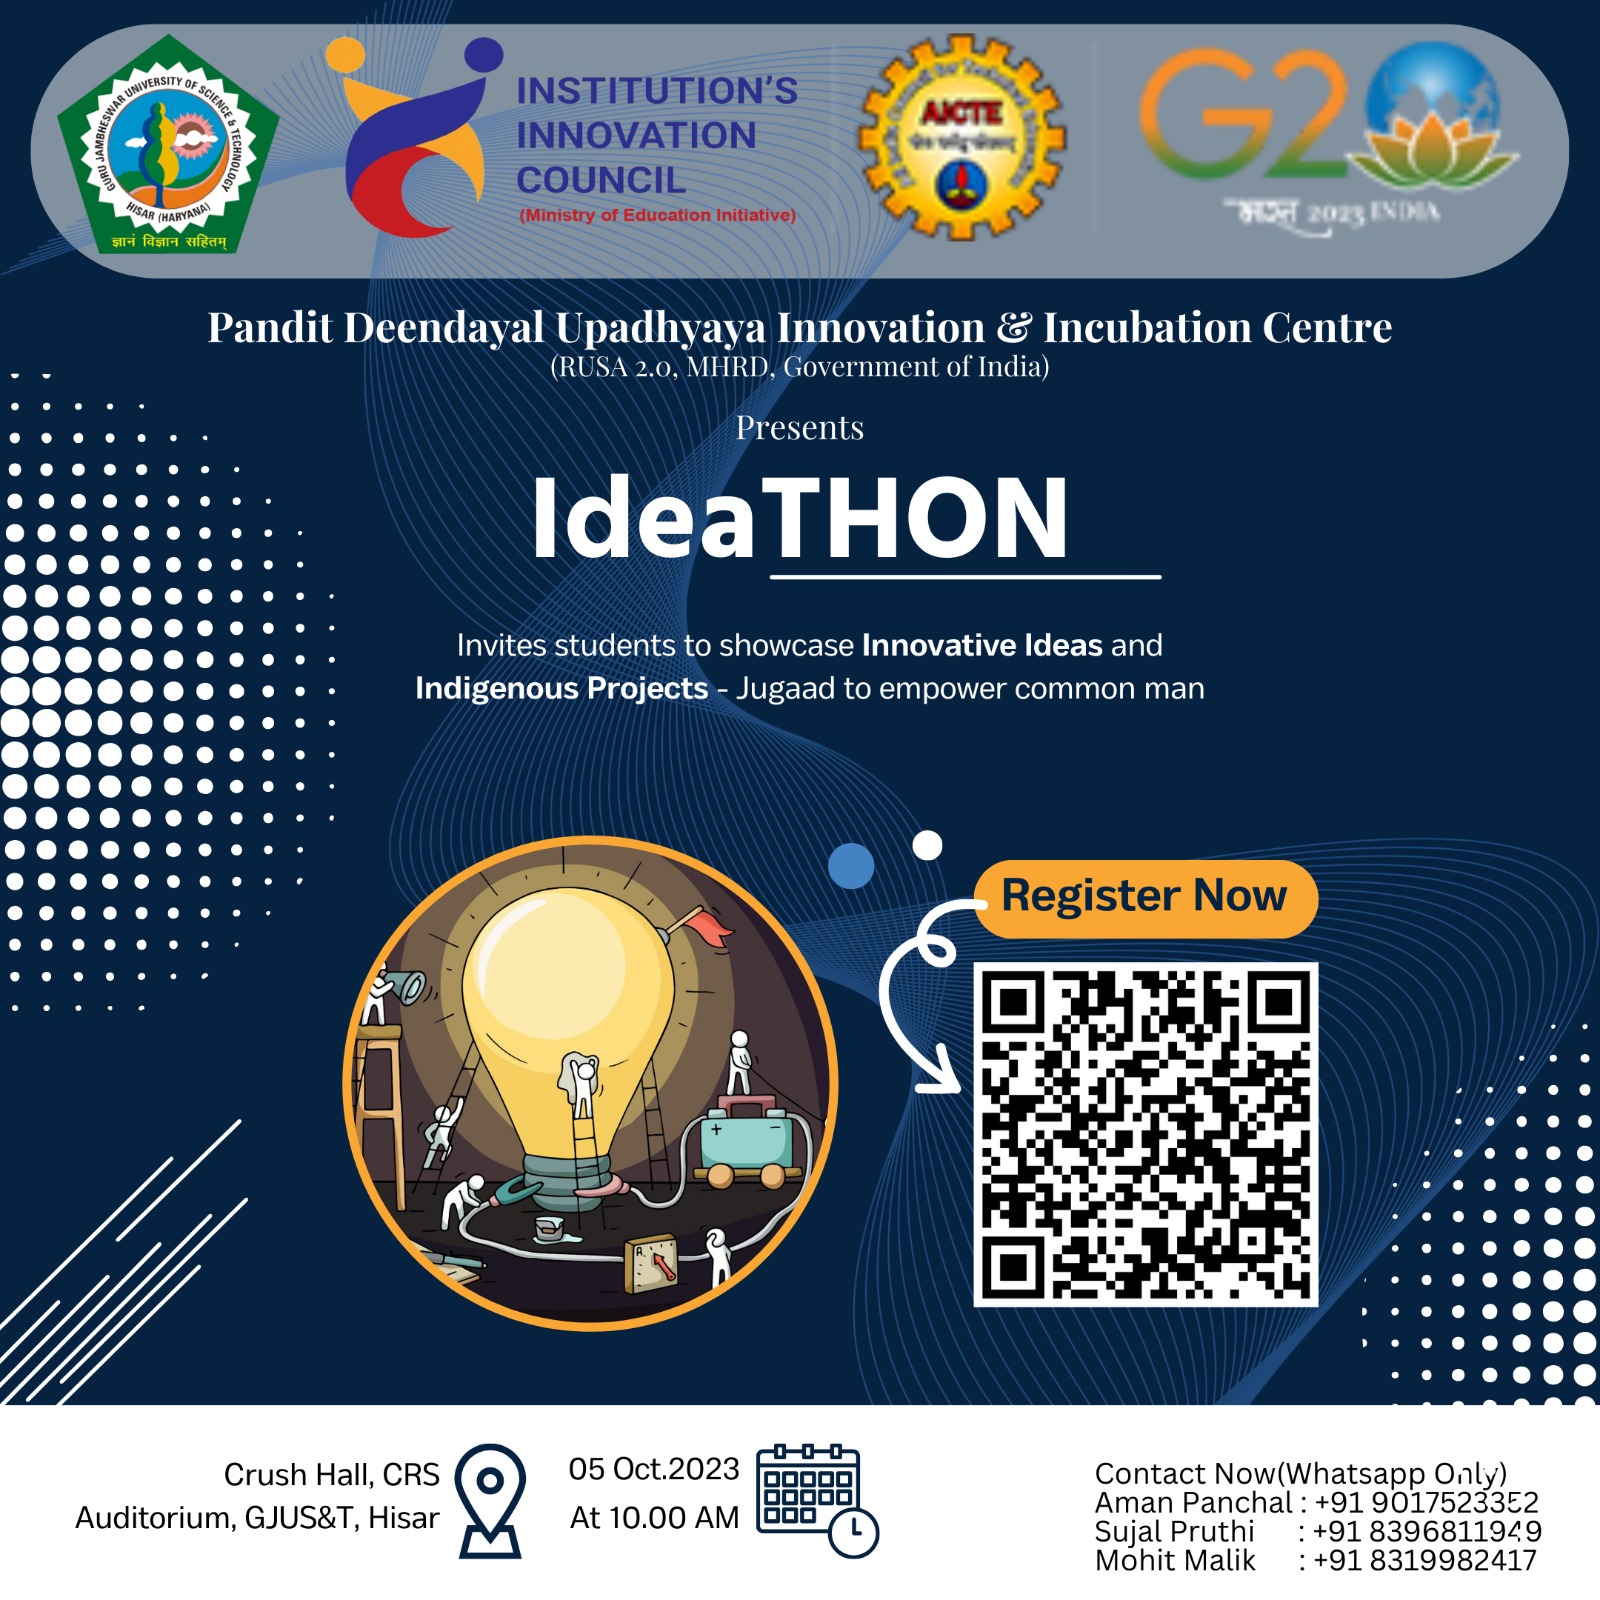 GURU JAMBHESHWAR UNIVERSITY OF SCIENCE & TECHNOLOGY
HISAR (HARYANA)
ज्ञानं विज्ञान सहितम्
INSTITUTION'S
INNOVATION
COUNCIL
(Ministry of Education Initiative)
AICTE
G20
भारत 2023 INDIA
Pandit Deendayal Upadhyaya Innovation & Incubation Centre
(RUSA 2.0, MHRD, Government of India)
Presents
IdeaTHON
Invites students to showcase Innovative Ideas and
Indigenous Projects - Jugaad to empower common man
Register Now
+ −
A.
Crush Hall, CRS
Auditorium, GJUS&T, Hisar
05 Oct.2023
At 10.00 AM
Contact Now(Whatsapp Only)
Aman Panchal : +91 9017523352
Sujal Pruthi : +91 8396811949
Mohit Malik : +91 8319982417